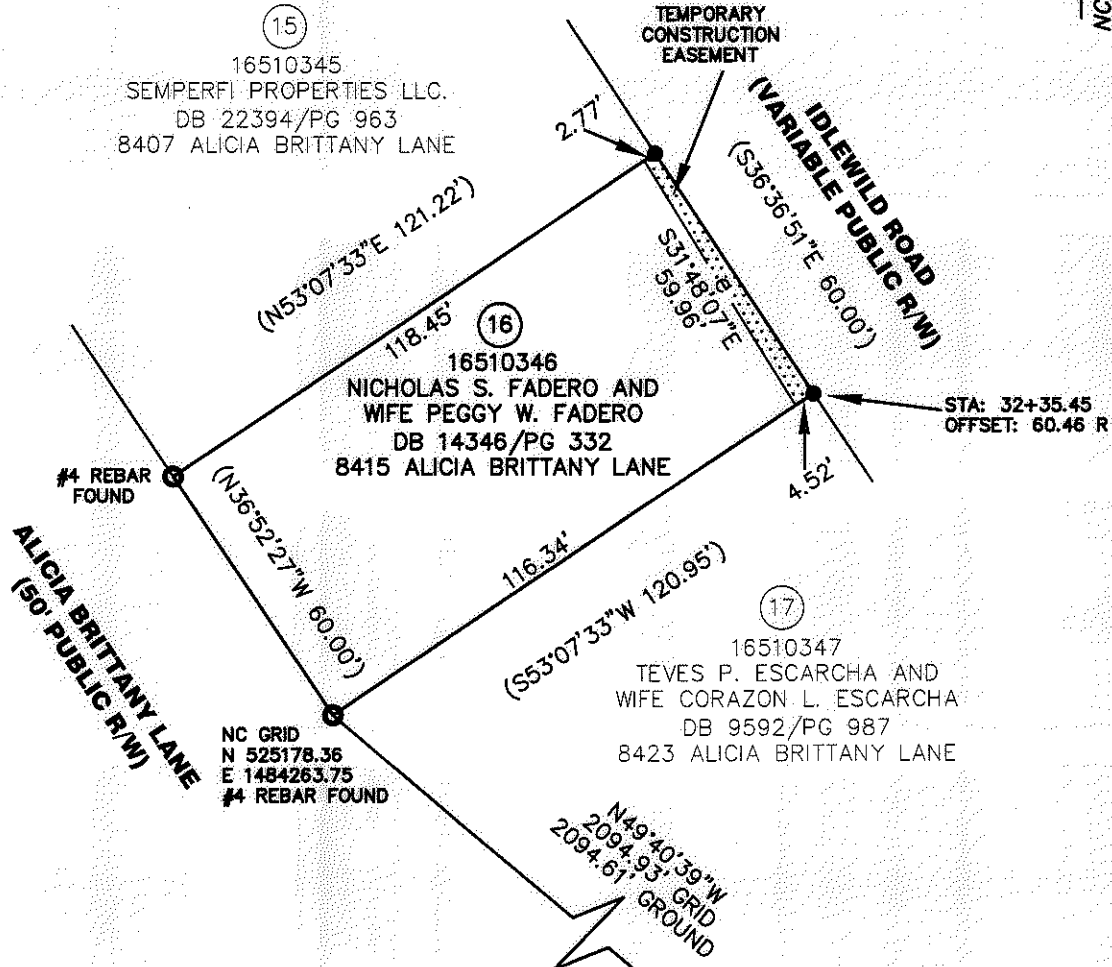 NC
15
16510345
SEMPERFI PROPERTIES LLC.
DB 22394/PG 963
8407 ALICIA BRITTANY LANE
TEMPORARY
CONSTRUCTION
EASEMENT
2.77'
IDLEWILD ROAD
(VARIABLE PUBLIC R/W)
(S36°36'51"E 60.00')
(N53°07'33"E 121.22')
118.45'
S31°48'07"E
59.96'
16
16510346
NICHOLAS S. FADERO AND
WIFE PEGGY W. FADERO
DB 14346/PG 332
8415 ALICIA BRITTANY LANE
STA: 32+35.45
OFFSET: 60.46 R
4.52'
#4 REBAR
FOUND
(N36°52'27"W 60.00')
116.34'
(S53°07'33"W 120.95')
ALICIA BRITTANY LANE
(50' PUBLIC R/W)
17
16510347
TEVES P. ESCARCHA AND
WIFE CORAZON L. ESCARCHA
DB 9592/PG 987
8423 ALICIA BRITTANY LANE
NC GRID
N 525178.36
E 1484263.75
#4 REBAR FOUND
N49°40'39"W
2094.93' GRID
2094.61' GROUND